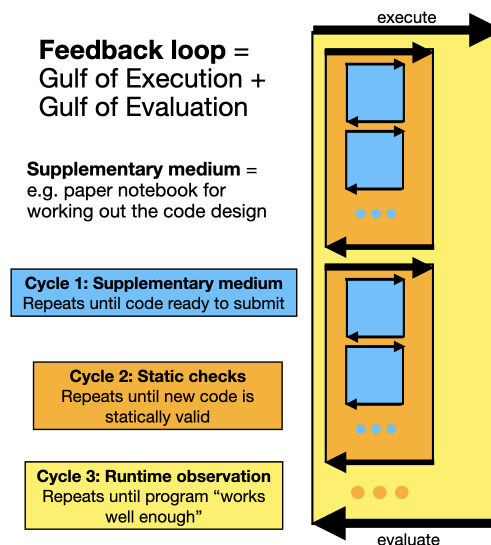 execute
Feedback loop =
Gulf of Execution +
Gulf of Evaluation
Supplementary medium =
e.g. paper notebook for
working out the code design
Cycle 1: Supplementary medium
Repeats until code ready to submit
Cycle 2: Static checks
Repeats until new code is
statically valid
Cycle 3: Runtime observation
Repeats until program “works
well enough”
evaluate